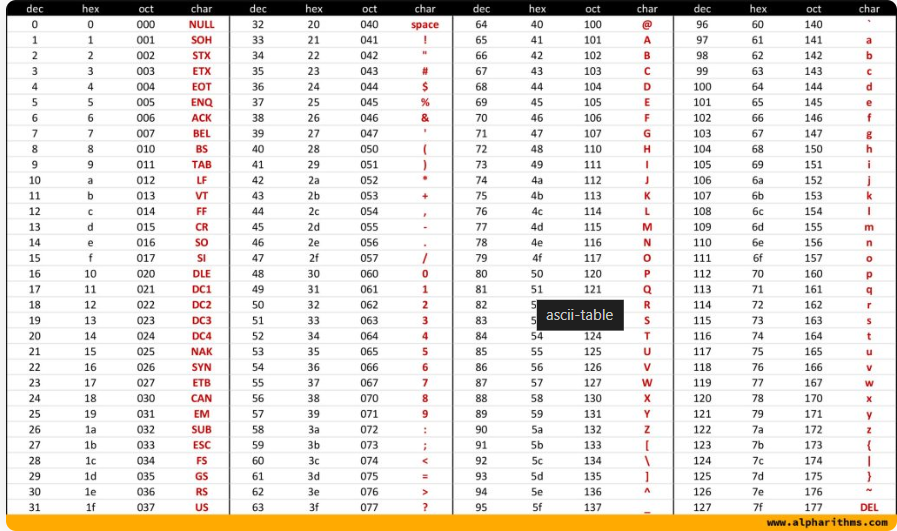 dec hex oct char dec hex oct char dec hex oct char dec hex oct char
0 0 000 NULL 32 20 040 space 64 40 100 @ 96 60 140 `
1 1 001 SOH 33 21 041 ! 65 41 101 A 97 61 141 a
2 2 002 STX 34 22 042 " 66 42 102 B 98 62 142 b
3 3 003 ETX 35 23 043 # 67 43 103 C 99 63 143 c
4 4 004 EOT 36 24 044 $ 68 44 104 D 100 64 144 d
5 5 005 ENQ 37 25 045 % 69 45 105 E 101 65 145 e
6 6 006 ACK 38 26 046 & 70 46 106 F 102 66 146 f
7 7 007 BEL 39 27 047 ' 71 47 107 G 103 67 147 g
8 8 010 BS 40 28 050 ( 72 48 110 H 104 68 150 h
9 9 011 TAB 41 29 051 ) 73 49 111 I 105 69 151 i
10 a 012 LF 42 2a 052 * 74 4a 112 J 106 6a 152 j
11 b 013 VT 43 2b 053 + 75 4b 113 K 107 6b 153 k
12 c 014 FF 44 2c 054 , 76 4c 114 L 108 6c 154 l
13 d 015 CR 45 2d 055 - 77 4d 115 M 109 6d 155 m
14 e 016 SO 46 2e 056 . 78 4e 116 N 110 6e 156 n
15 f 017 SI 47 2f 057 / 79 4f 117 O 111 6f 157 o
16 10 020 DLE 48 30 060 0 80 50 120 P 112 70 160 p
17 11 021 DC1 49 31 061 1 81 51 121 Q 113 71 161 q
18 12 022 DC2 50 32 062 2 82 5 R 114 72 162 r
19 13 023 DC3 51 33 063 3 83 5 ascii-table S 115 73 163 s
20 14 024 DC4 52 34 064 4 84 54 124 T 116 74 164 t
21 15 025 NAK 53 35 065 5 85 55 125 U 117 75 165 u
22 16 026 SYN 54 36 066 6 86 56 126 V 118 76 166 v
23 17 027 ETB 55 37 067 7 87 57 127 W 119 77 167 w
24 18 030 CAN 56 38 070 8 88 58 130 X 120 78 170 x
25 19 031 EM 57 39 071 9 89 59 131 Y 121 79 171 y
26 1a 032 SUB 58 3a 072 : 90 5a 132 Z 122 7a 172 z
27 1b 033 ESC 59 3b 073 ; 91 5b 133 [ 123 7b 173 {
28 1c 034 FS 60 3c 074 < 92 5c 134 \ 124 7c 174 |
29 1d 035 GS 61 3d 075 = 93 5d 135 ] 125 7d 175 }
30 1e 036 RS 62 3e 076 > 94 5e 136 ^ 126 7e 176 ~
31 1f 037 US 63 3f 077 ? 95 5f 137 _ 127 7f 177 DEL
www.alpharithms.com